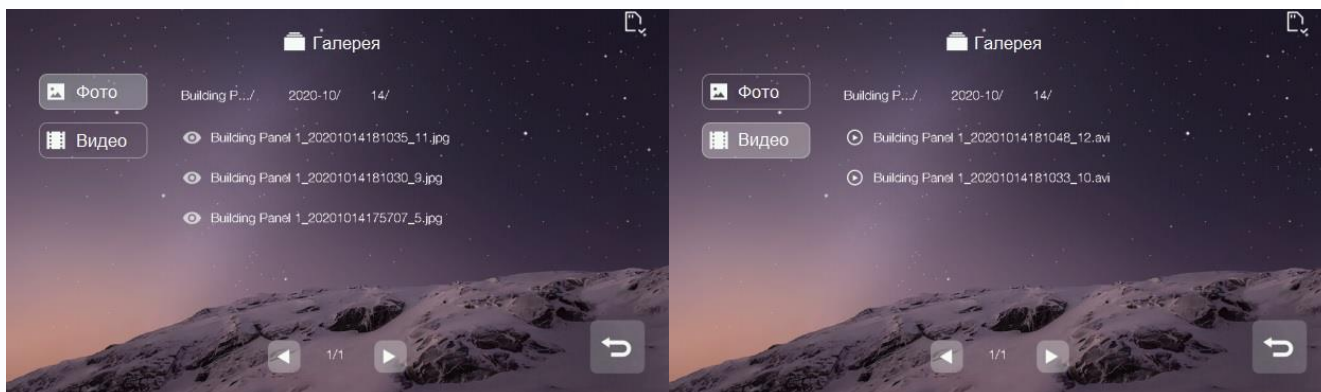 Галерея
Фото
Building P.../ 2020-10/ 14/
Видео
Building Panel 1_20201014181035_11.jpg
Building Panel 1_20201014181030_9.jpg
Building Panel 1_20201014175707_5.jpg
1/1
Галерея
Фото
Building P.../ 2020-10/ 14/
Видео
Building Panel 1_20201014181048_12.avi
Building Panel 1_20201014181033_10.avi
1/1